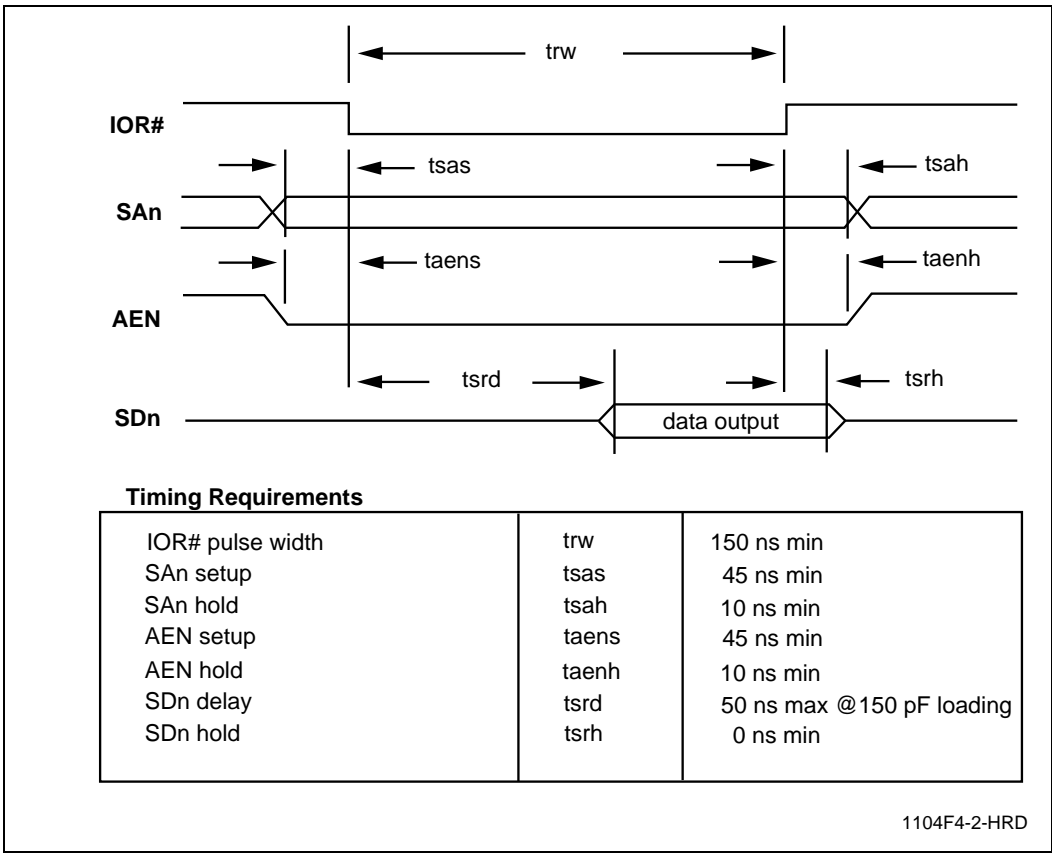 trw
IOR#
tsas
tsah
SAn
taens
taenh
AEN
tsrd
tsrh
SDn
data output
Timing Requirements
IOR# pulse width trw 150 ns min
SAn setup tsas 45 ns min
SAn hold tsah 10 ns min
AEN setup taens 45 ns min
AEN hold taenh 10 ns min
SDn delay tsrd 50 ns max @150 pF loading
SDn hold tsrh 0 ns min
1104F4-2-HRD